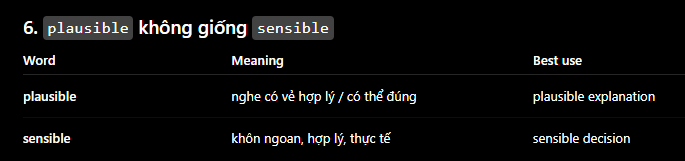 6. plausible không giống sensible
Word Meaning Best use
plausible nghe có vẻ hợp lý / có thể đúng plausible explanation
sensible khôn ngoan, hợp lý, thực tế sensible decision